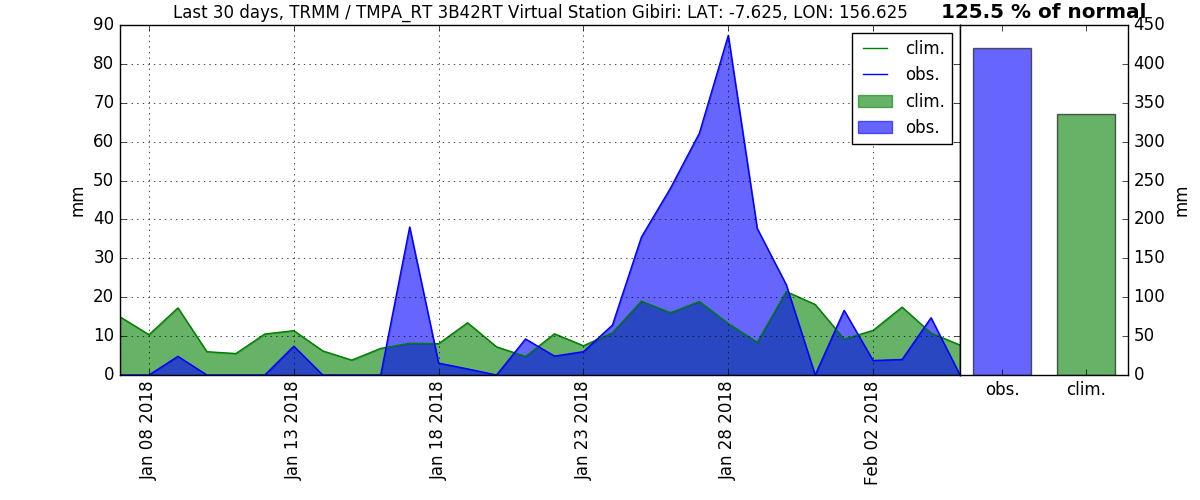 Last 30 days, TRMM / TMPA_RT 3B42RT Virtual Station Gibiri: LAT: -7.625, LON: 156.625
125.5 % of normal
90
80
70
60
50
40
30
20
10
0
mm
Jan 08 2018
Jan 13 2018
Jan 18 2018
Jan 23 2018
Jan 28 2018
Feb 02 2018
clim.
obs.
clim.
obs.
450
400
350
300
250
200
150
100
50
0
mm
obs.
clim.